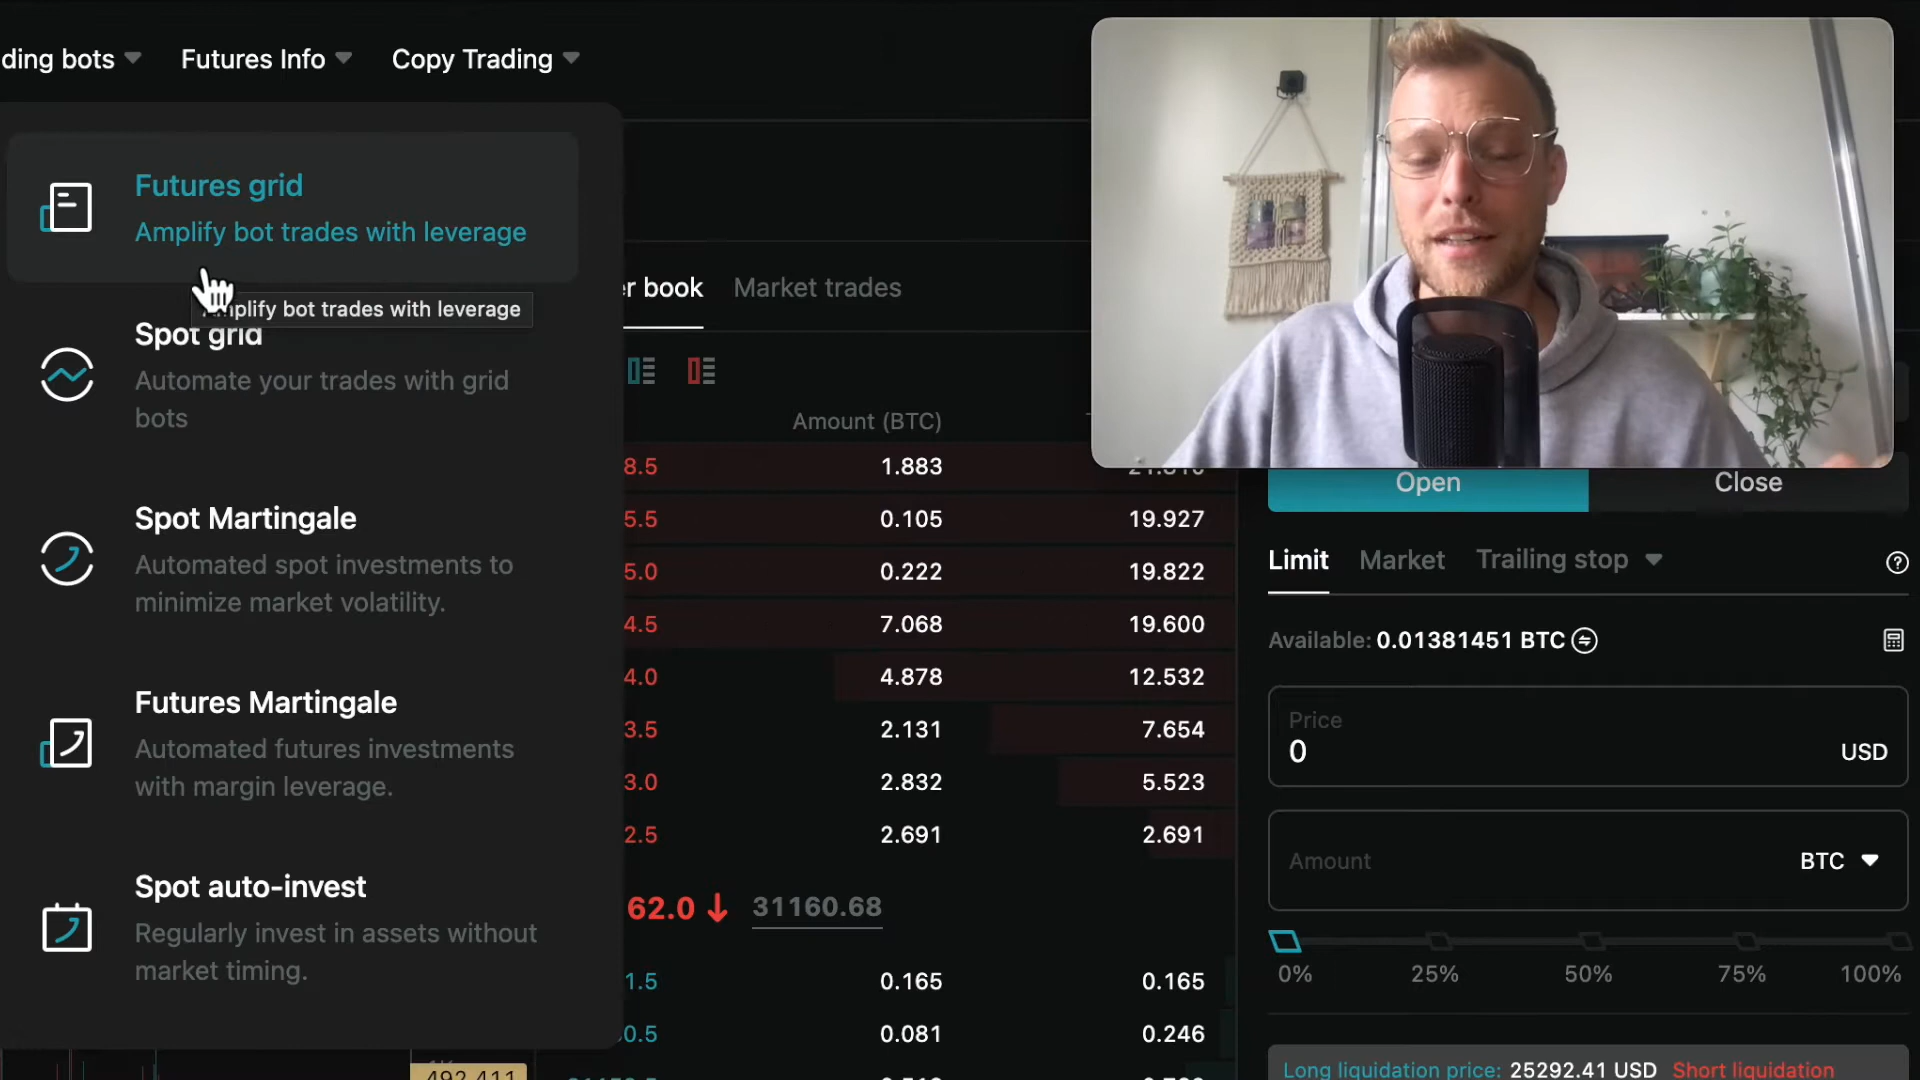 ding bots
Futures Info
Copy Trading
Futures grid
Amplify bot trades with leverage
plify bot trades with leverage
Spot grid
Automate your trades with grid
bots
Spot Martingale
Automated spot investments to
minimize market volatility.
Futures Martingale
Automated futures investments
with margin leverage.
Spot auto-invest
Regularly invest in assets without
market timing.
er book
Market trades
Amount (BTC)
8.5 1.883
5.5 0.105 19.927
5.0 0.222 19.822
4.5 7.068 19.600
4.0 4.878 12.532
3.5 2.131 7.654
3.0 2.832 5.523
2.5 2.691 2.691
62.0 ↓ 31160.68
1.5 0.165 0.165
0.5 0.081 0.246
Open
Close
Limit
Market
Trailing stop
?
Available: 0.01381451 BTC
Price
0
USD
Amount
BTC
0% 25% 50% 75% 100%
Long liquidation price: 25292.41 USD Short liquidation